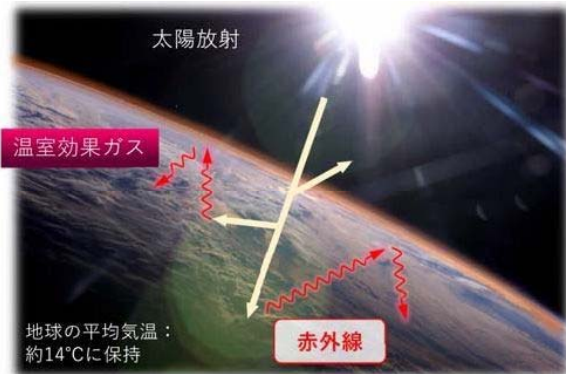 太陽放射
温室効果ガス
赤外線
地球の平均気温：
約14℃に保持